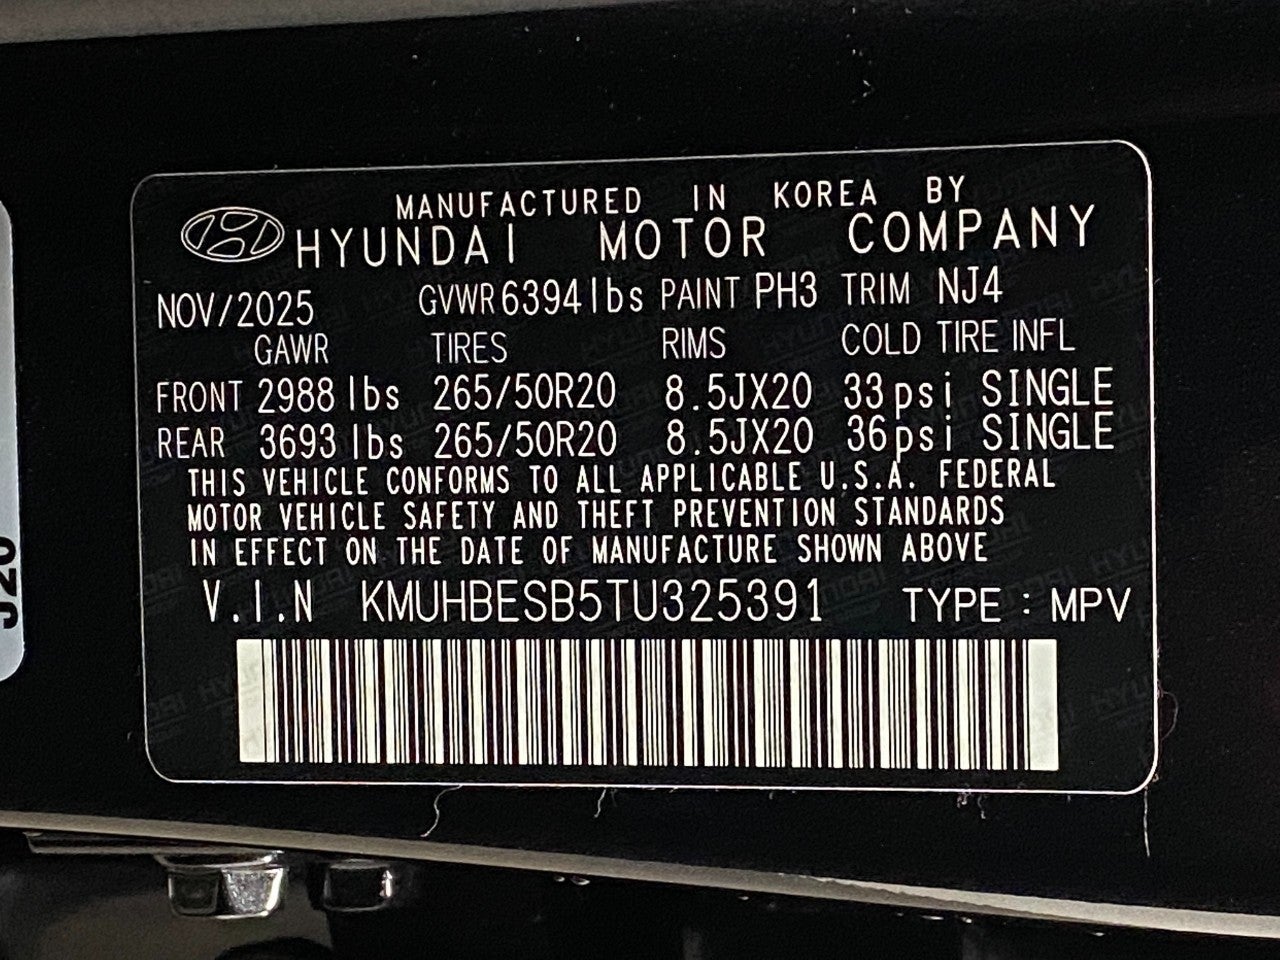 MANUFACTURED IN KOREA BY
HYUNDAI MOTOR COMPANY
NOV/2025 GVWR 6394 lbs PAINT PH3 TRIM NJ4
GAWR TIRES RIMS COLD TIRE INFL
FRONT 2988 lbs 265/50R20 8.5JX20 33psi SINGLE
REAR 3693 lbs 265/50R20 8.5JX20 36psi SINGLE
THIS VEHICLE CONFORMS TO ALL APPLICABLE U.S.A. FEDERAL
MOTOR VEHICLE SAFETY AND THEFT PREVENTION STANDARDS
IN EFFECT ON THE DATE OF MANUFACTURE SHOWN ABOVE
V.I.N KMUHBESB5TU325391 TYPE : MPV